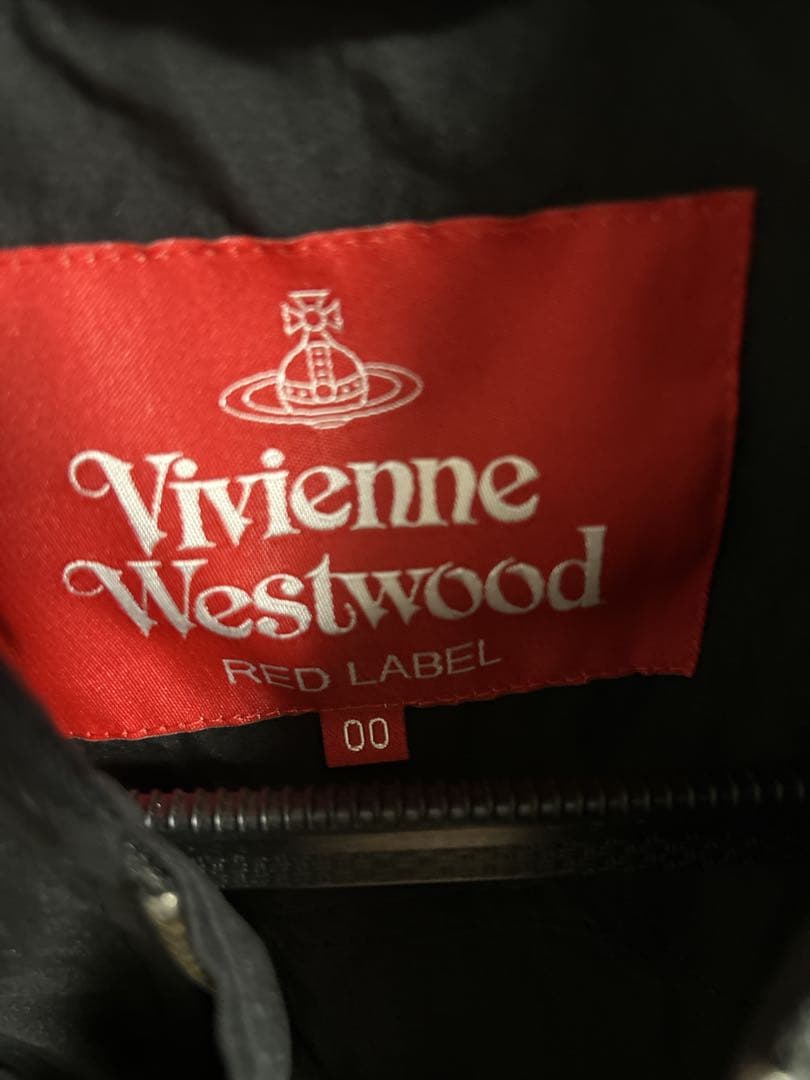 Vivienne
Westwood
RED LABEL
00